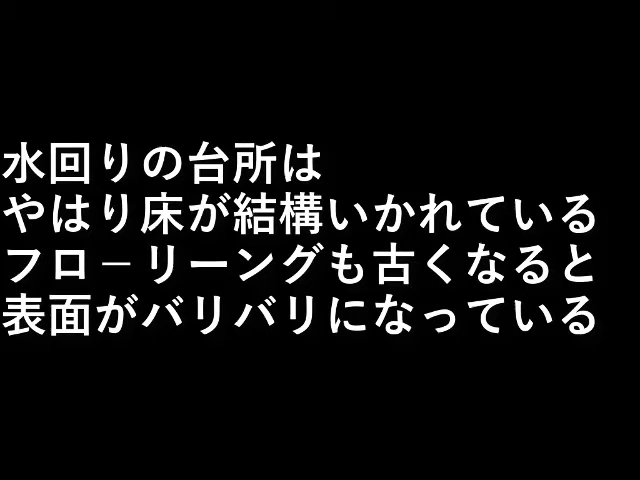 水回りの台所は
やはり床が結構いかれている
フロ－リーングも古くなると
表面がバリバリになっている